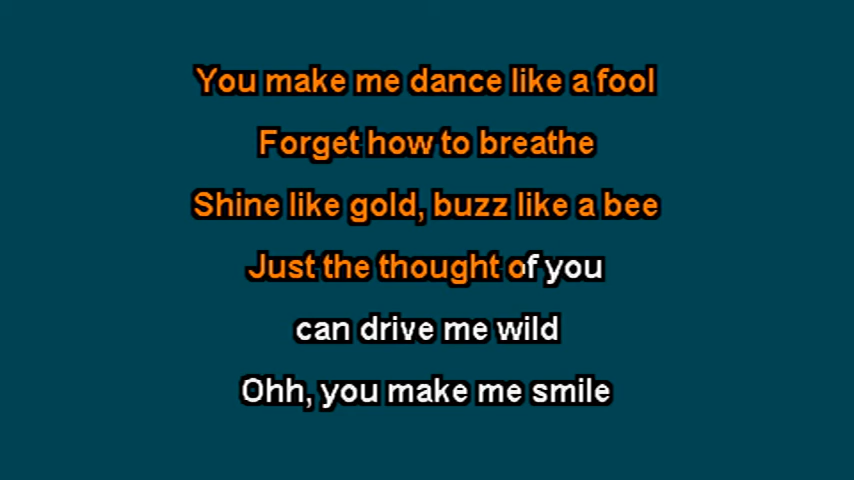 You make me dance like a fool
Forget how to breathe
Shine like gold, buzz like a bee
Just the thought of you
can drive me wild
Ohh, you make me smile